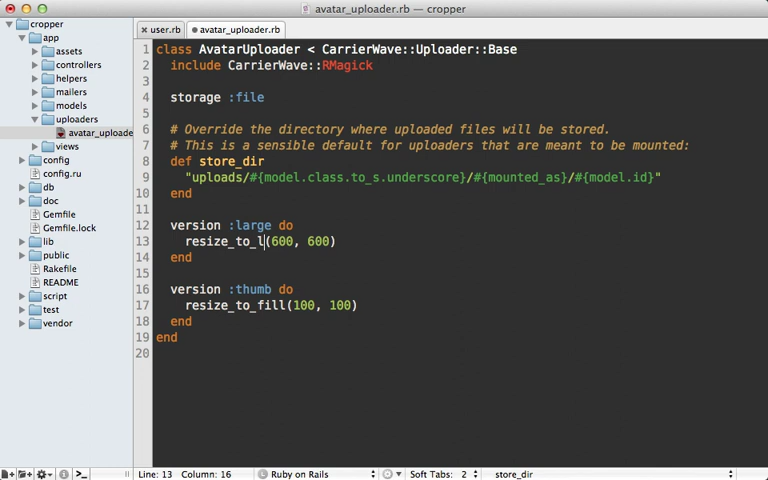 avatar_uploader.rb — cropper
cropper
app
assets
controllers
helpers
mailers
models
uploaders
avatar_uploade
views
config
config.ru
db
doc
Gemfile
Gemfile.lock
lib
public
Rakefile
README
script
test
vendor
user.rb
avatar_uploader.rb
1 class AvatarUploader < CarrierWave::Uploader::Base
2 include CarrierWave::RMagick
3
4 storage :file
5
6 # Override the directory where uploaded files will be stored.
7 # This is a sensible default for uploaders that are meant to be mounted:
8 def store_dir
9 "uploads/#{model.class.to_s.underscore}/#{mounted_as}/#{model.id}"
10 end
11
12 version :large do
13 resize_to_l(600, 600)
14 end
15
16 version :thumb do
17 resize_to_fill(100, 100)
18 end
19 end
20
Line: 13 Column: 16 Ruby on Rails Soft Tabs: 2 store_dir